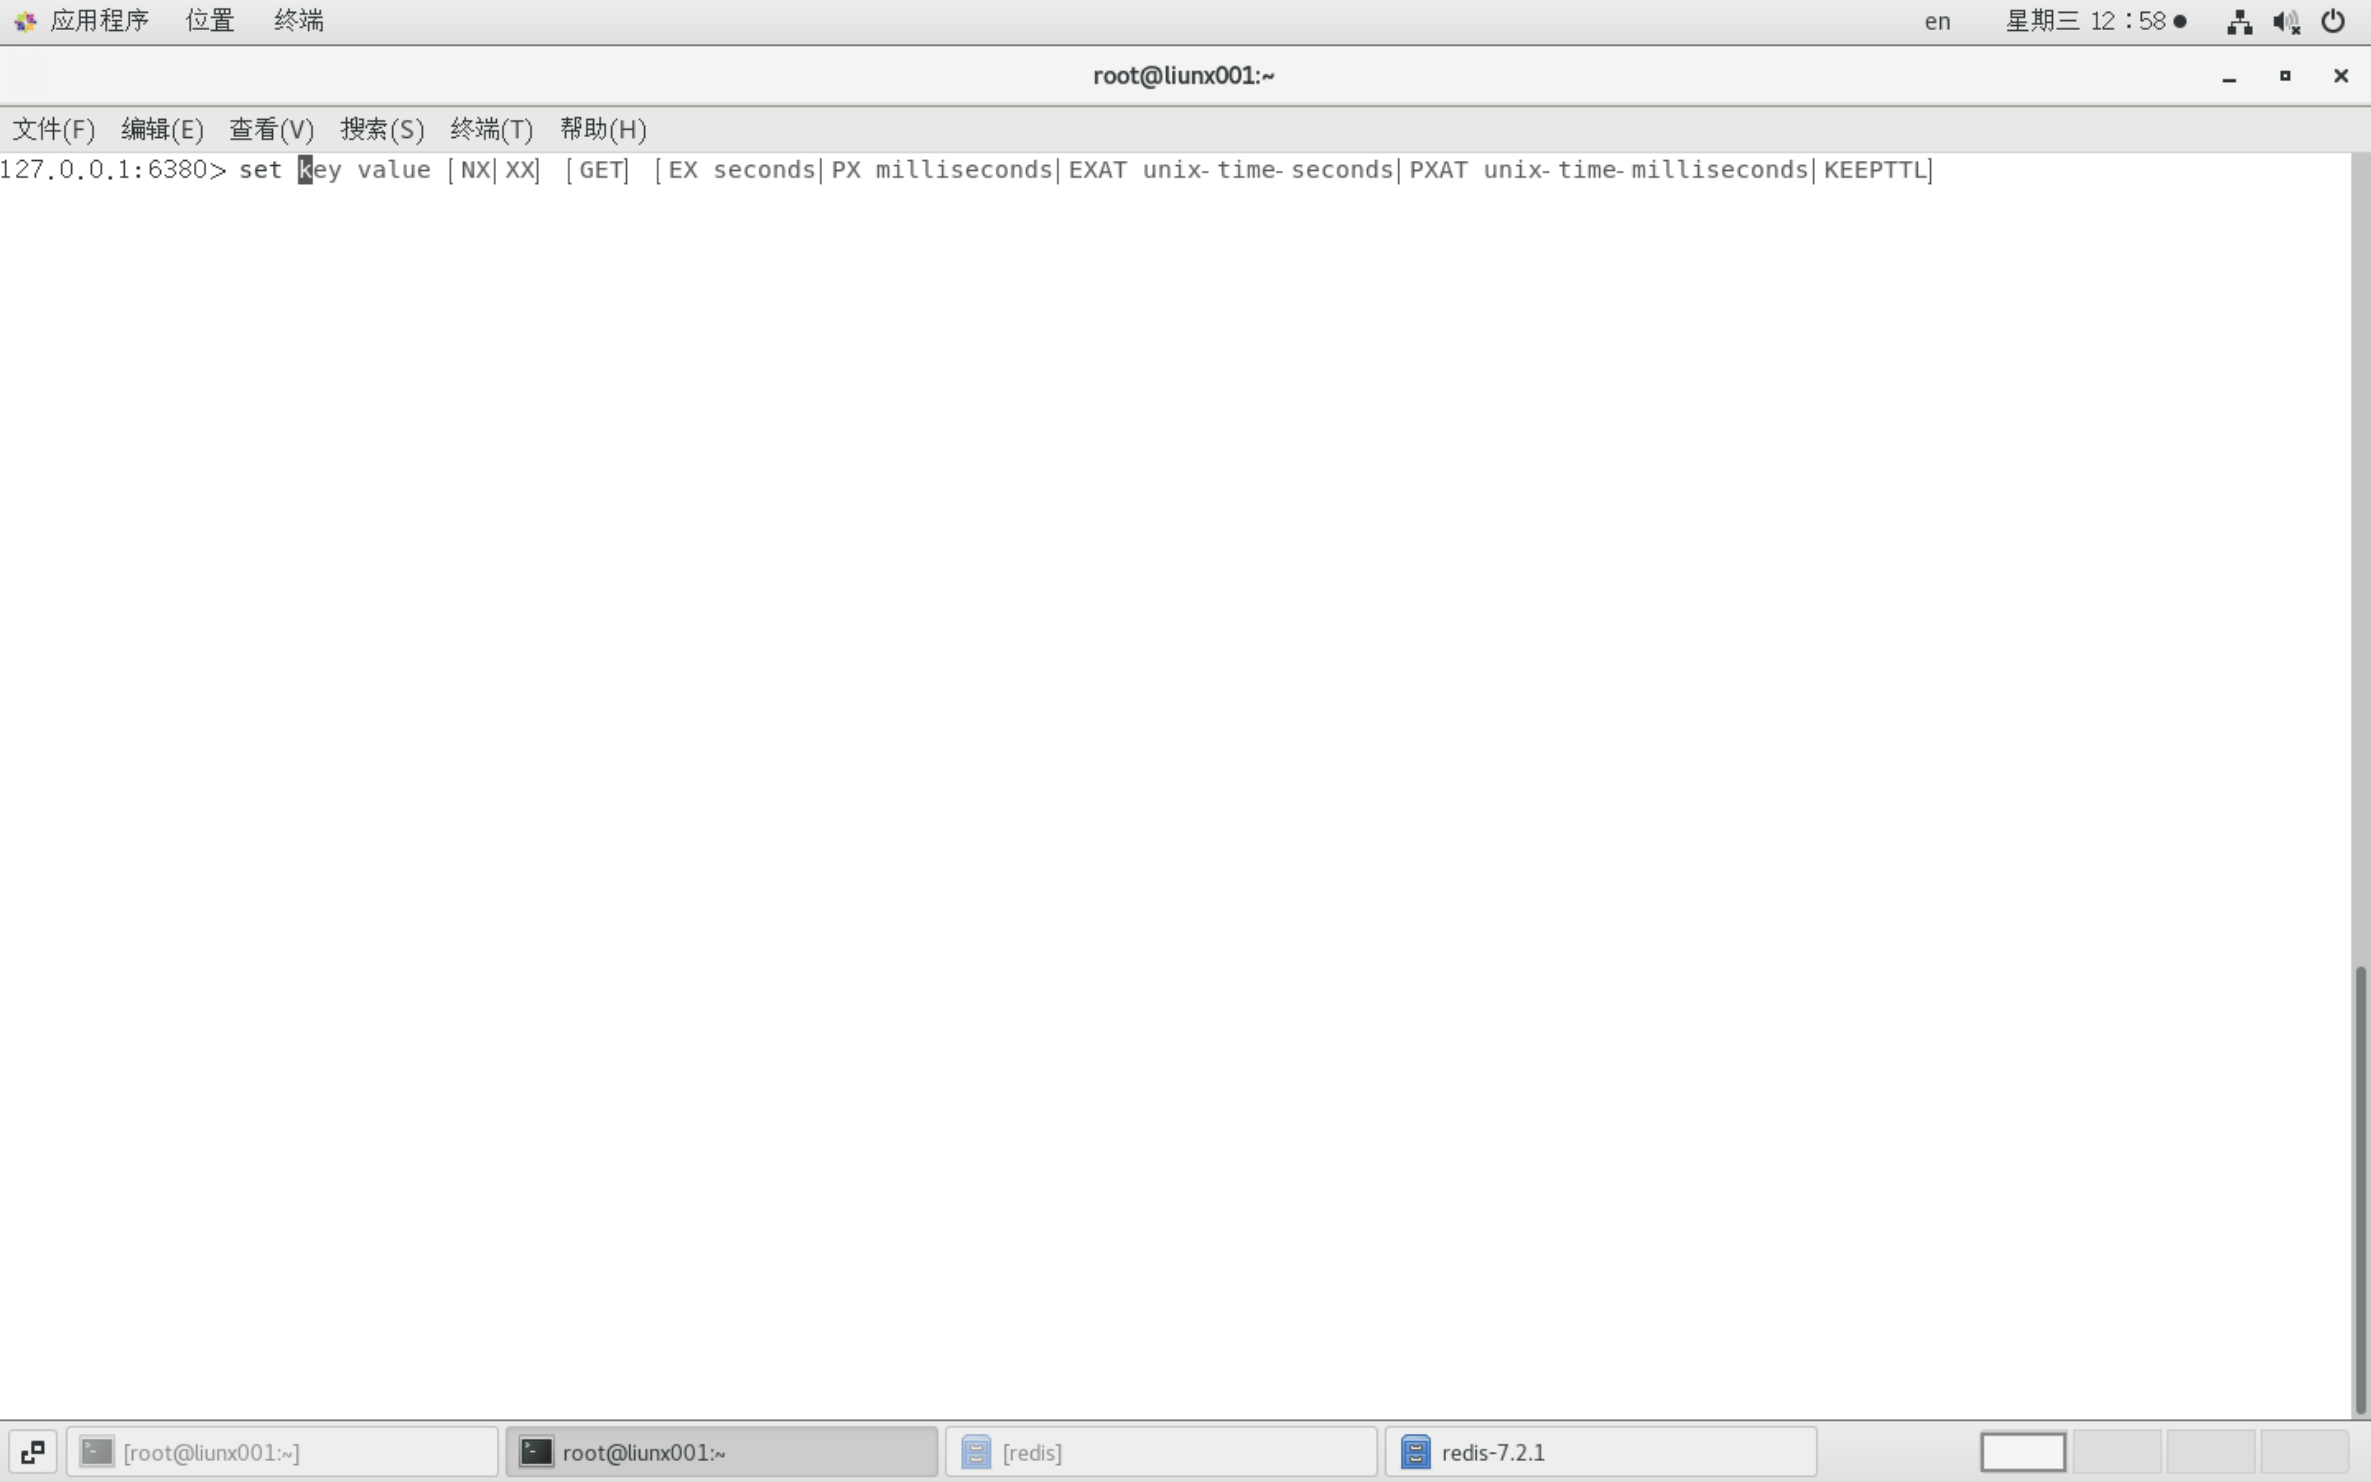 应用程序 位置 终端 en 星期三 12：58
root@liunx001:~
文件(F) 编辑(E) 查看(V) 搜索(S) 终端(T) 帮助(H)
127.0.0.1:6380> set key value [NX|XX] [GET] [EX seconds|PX milliseconds|EXAT unix-time-seconds|PXAT unix-time-milliseconds|KEEPTTL]
[root@liunx001:~] root@liunx001:~ [redis] redis-7.2.1